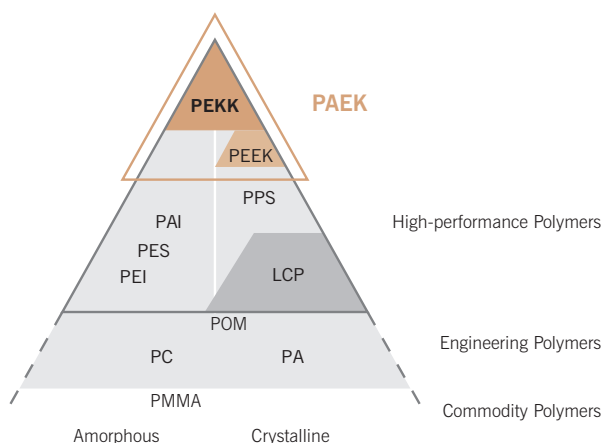 PEKK
PAEK
PEEK
PPS
PAI
High-performance Polymers
PES
PEI
LCP
POM
Engineering Polymers
PC
PA
PMMA
Commodity Polymers
Amorphous
Crystalline